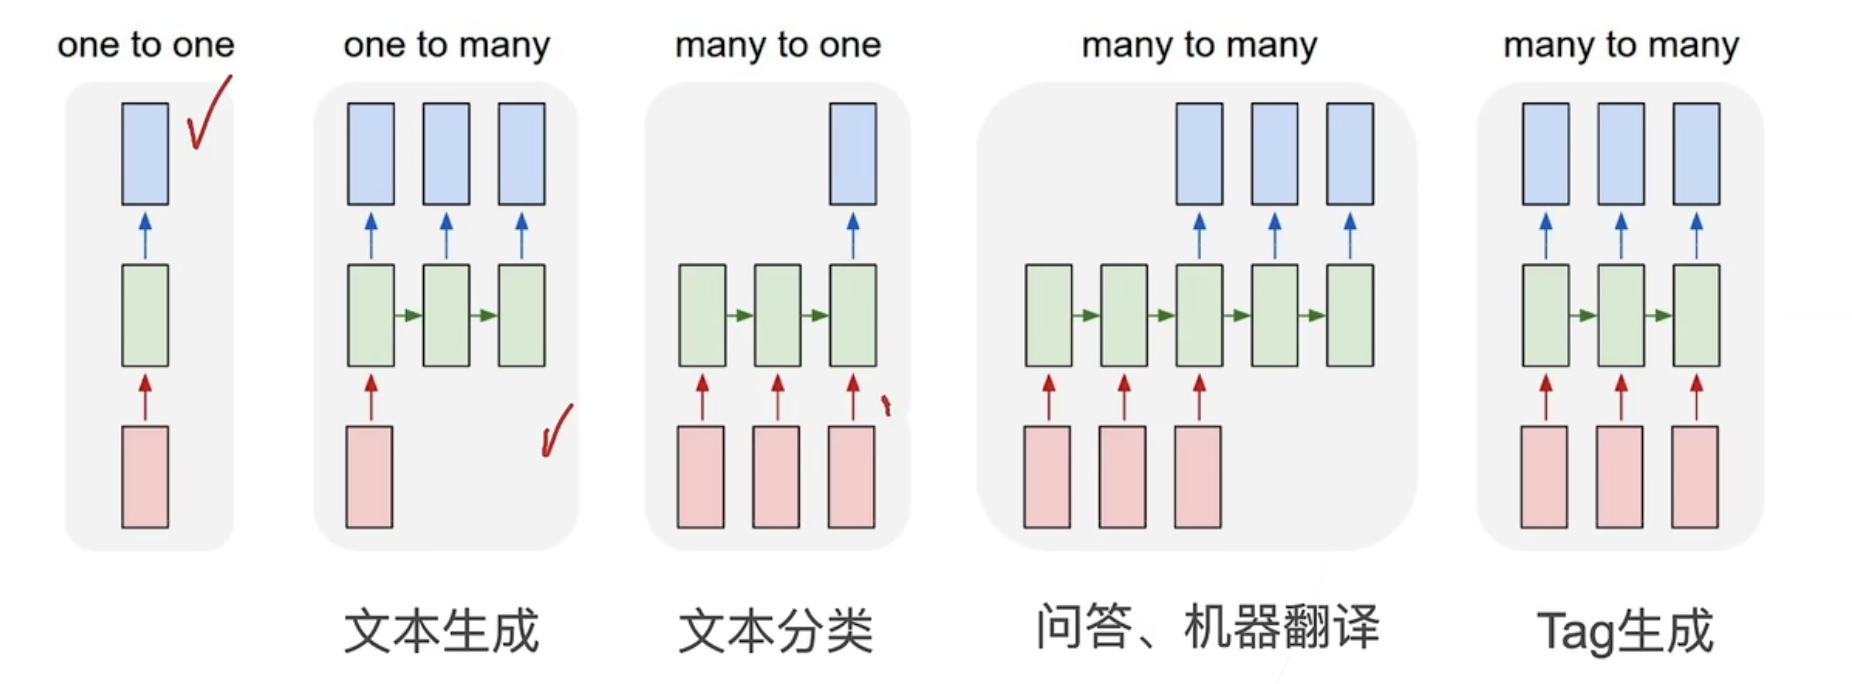 one to one
one to many
many to one
many to many
many to many
文本生成
文本分类
问答、机器翻译
Tag生成